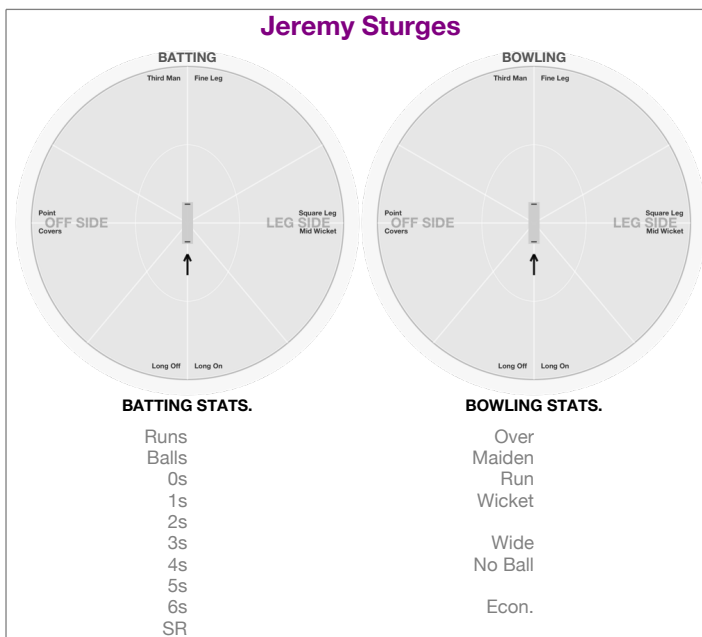 Jeremy Sturges
BATTING
Third Man Fine Leg
Point
OFF SIDE
Covers
Square Leg
LEG SIDE
Mid Wicket
Long Off Long On
BATTING STATS.
Runs
Balls
0s
1s
2s
3s
4s
5s
6s
SR
BOWLING
Third Man Fine Leg
Point
OFF SIDE
Covers
Square Leg
LEG SIDE
Mid Wicket
Long Off Long On
BOWLING STATS.
Over
Maiden
Run
Wicket
Wide
No Ball
Econ.